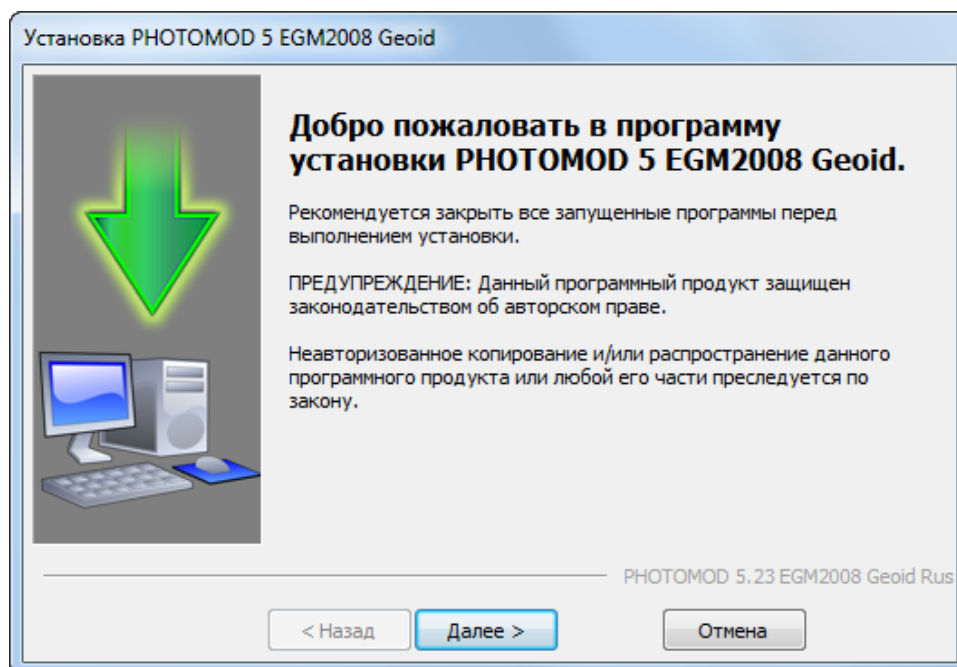 Установка PHOTOMOD 5 EGM2008 Geoid
Добро пожаловать в программу
установки PHOTOMOD 5 EGM2008 Geoid.
Рекомендуется закрыть все запущенные программы перед
выполнением установки.
ПРЕДУПРЕЖДЕНИЕ: Данный программный продукт защищен
законодательством об авторском праве.
Неавторизованное копирование и/или распространение данного
программного продукта или любой его части преследуется по
закону.
PHOTOMOD 5.23 EGM2008 Geoid Rus
< Назад Далее > Отмена